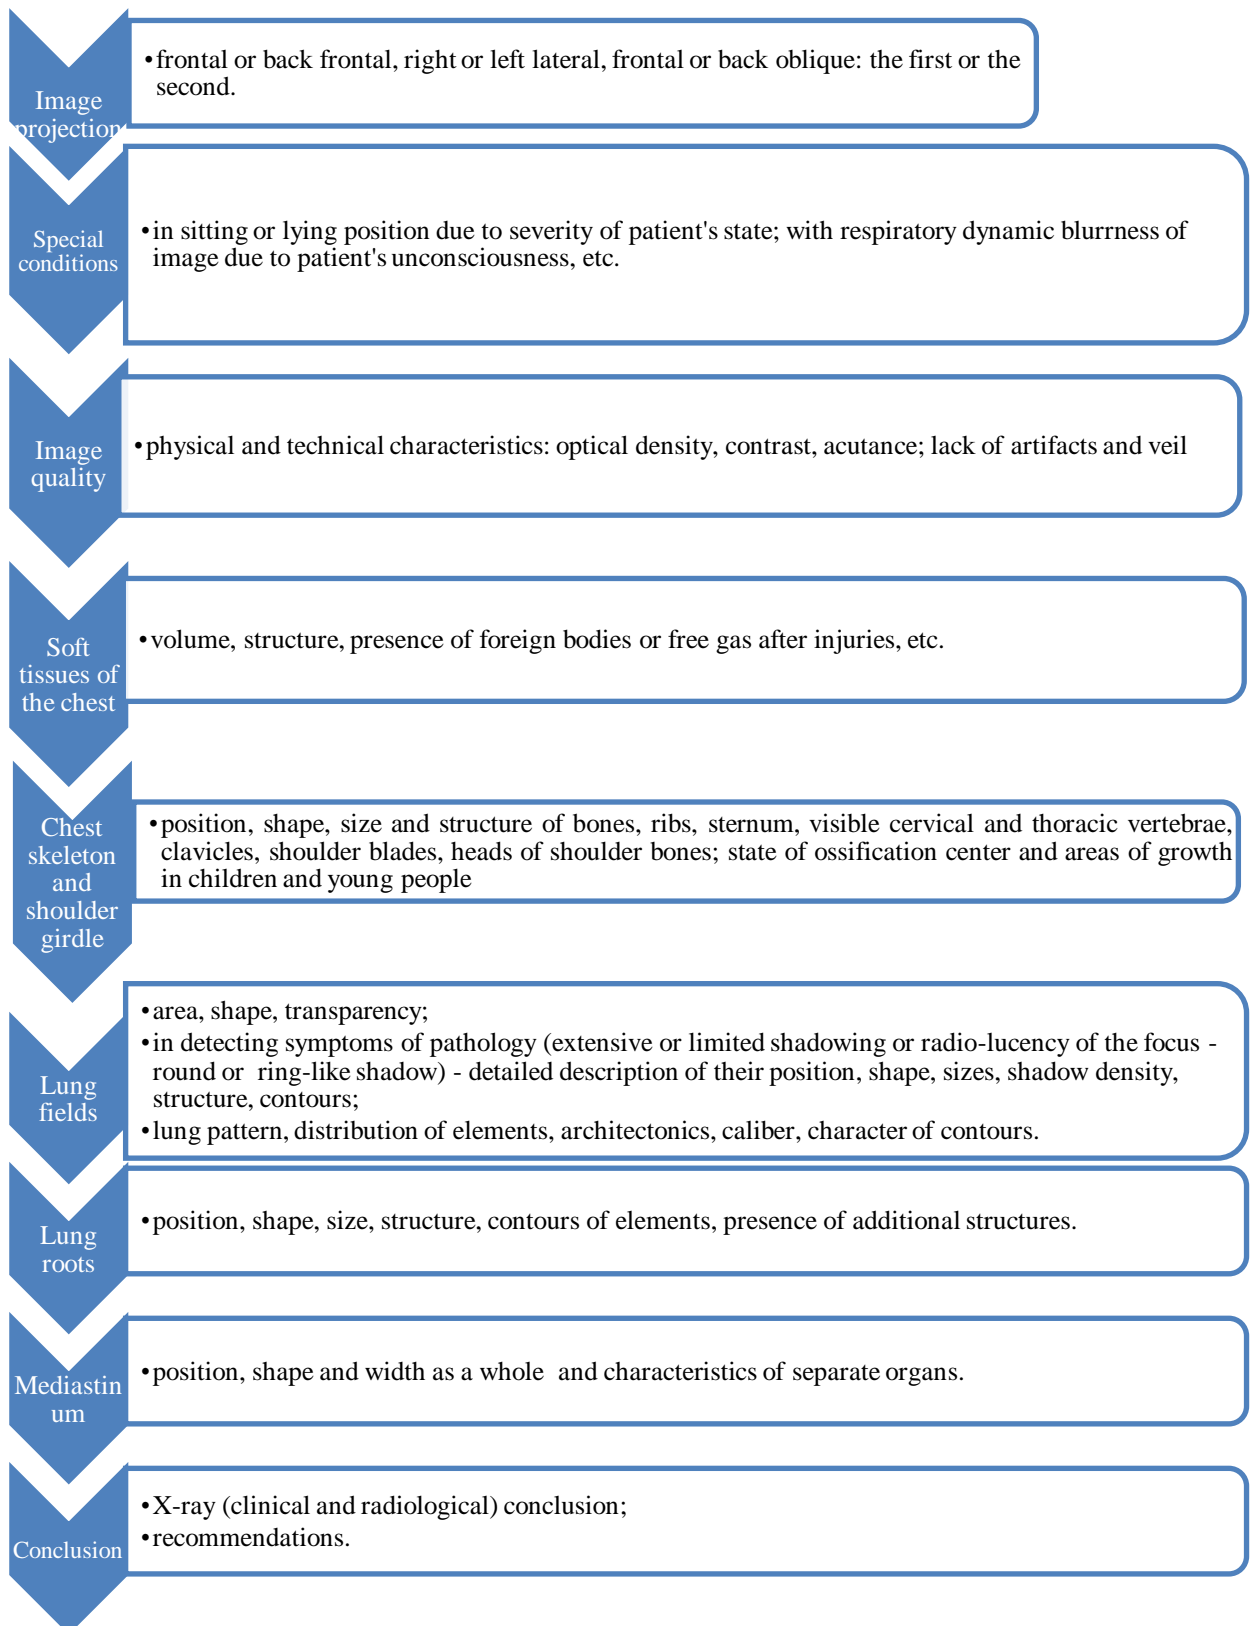 Image
projection
•frontal or back frontal, right or left lateral, frontal or back oblique: the first or the
second.
Special
conditions
•in sitting or lying position due to severity of patient's state; with respiratory dynamic blurrness of
image due to patient's unconsciousness, etc.
Image
quality
•physical and technical characteristics: optical density, contrast, acutance; lack of artifacts and veil
Soft
tissues of
the chest
•volume, structure, presence of foreign bodies or free gas after injuries, etc.
Chest
skeleton
and
shoulder
girdle
•position, shape, size and structure of bones, ribs, sternum, visible cervical and thoracic vertebrae,
clavicles, shoulder blades, heads of shoulder bones; state of ossification center and areas of growth
in children and young people
Lung
fields
•area, shape, transparency;
•in detecting symptoms of pathology (extensive or limited shadowing or radio-lucency of the focus -
round or ring-like shadow) - detailed description of their position, shape, sizes, shadow density,
structure, contours;
•lung pattern, distribution of elements, architectonics, caliber, character of contours.
Lung
roots
•position, shape, size, structure, contours of elements, presence of additional structures.
Mediastin
um
•position, shape and width as a whole and characteristics of separate organs.
Conclusion
•X-ray (clinical and radiological) conclusion;
•recommendations.